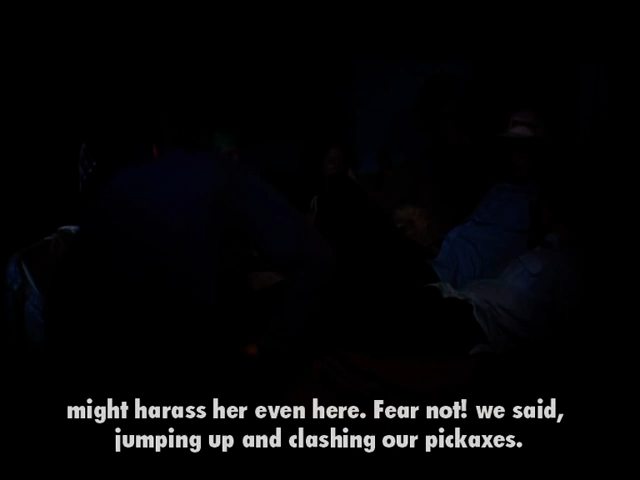 might harass her even here. Fear not! we said,
jumping up and clashing our pickaxes.